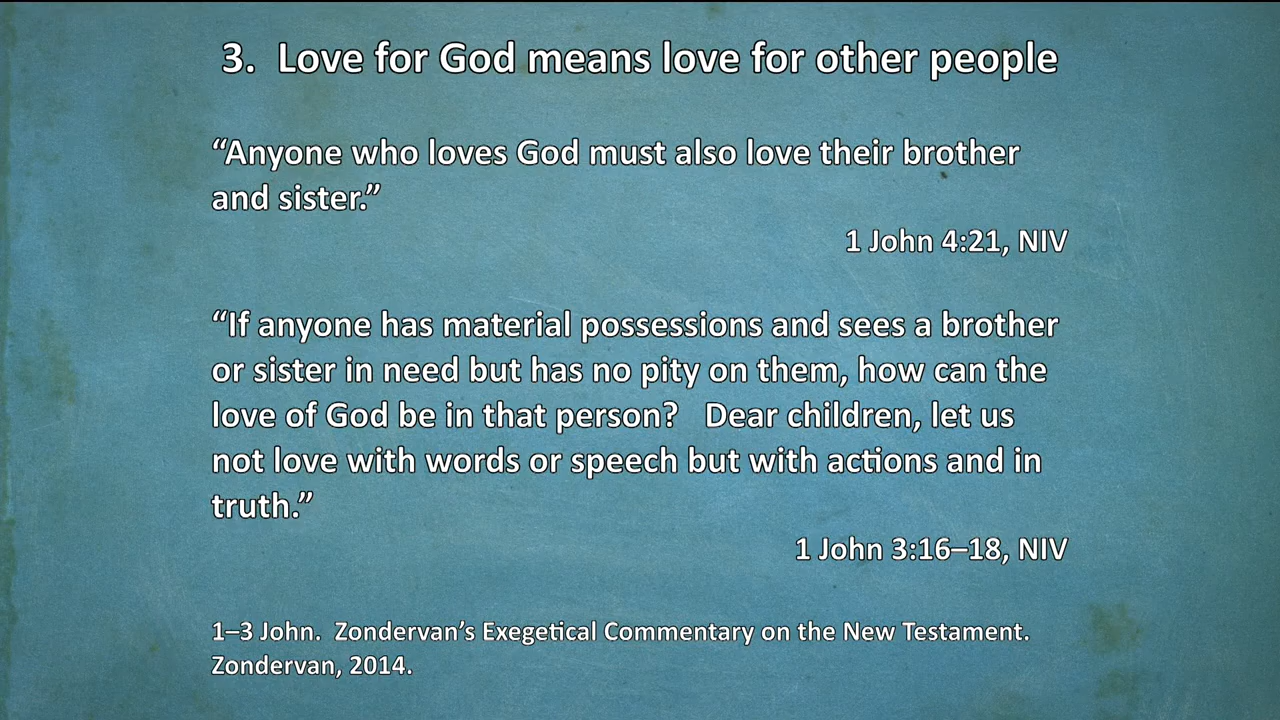 3.  Love for God means love for other people
“Anyone who loves God must also love their brother
and sister.”
1 John 4:21, NIV
“If anyone has material possessions and sees a brother
or sister in need but has no pity on them, how can the
love of God be in that person?   Dear children, let us
not love with words or speech but with actions and in
truth.”
1 John 3:16–18, NIV
1–3 John.  Zondervan’s Exegetical Commentary on the New Testament.
Zondervan, 2014.